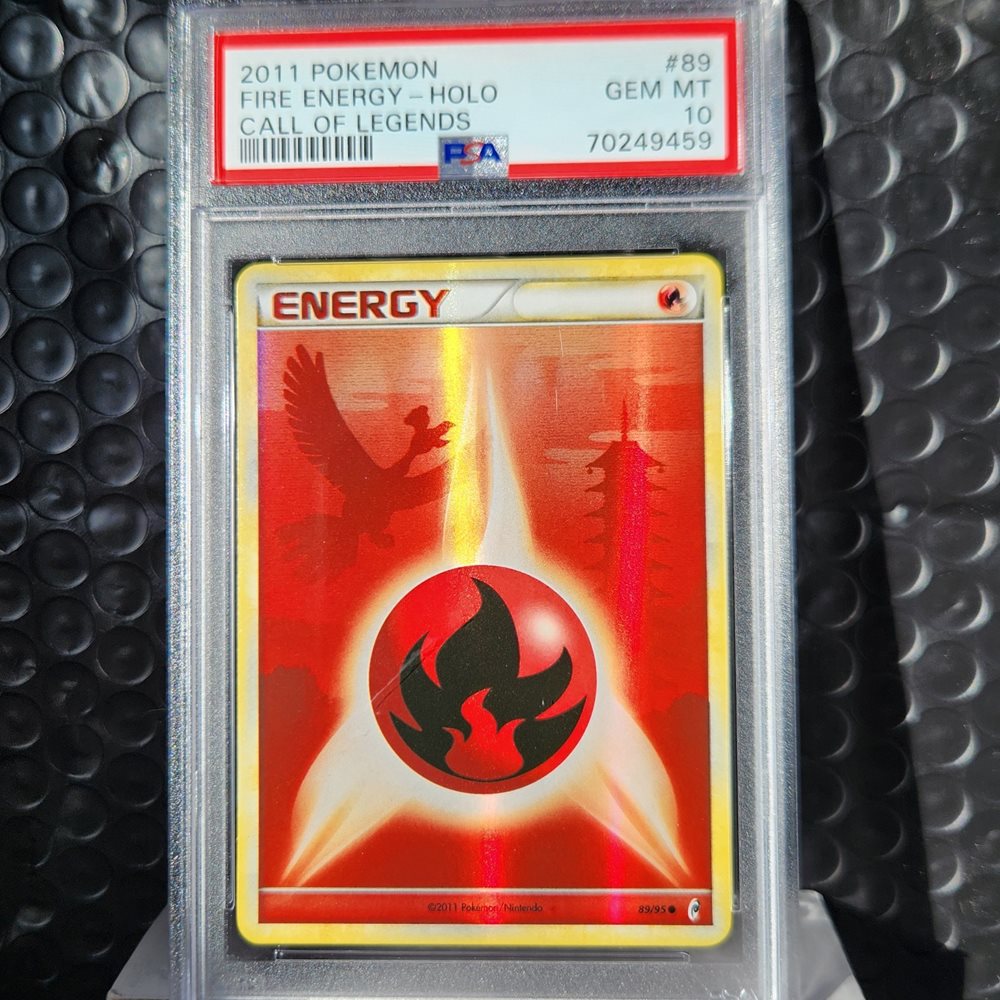 2011 POKEMON #89
FIRE ENERGY – HOLO GEM MT
CALL OF LEGENDS 10
PSA 70249459
ENERGY
©2011 Pokémon/Nintendo 89/95